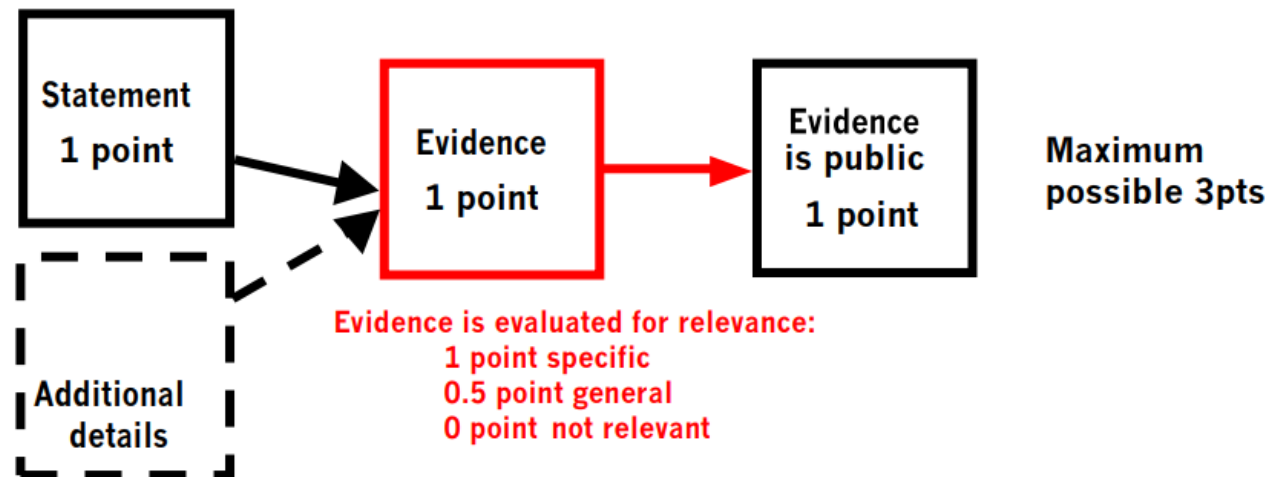 Statement
1 point
Additional
details
Evidence
1 point
Evidence is evaluated for relevance:
1 point specific
0.5 point general
0 point not relevant
Evidence
is public
1 point
Maximum
possible 3pts